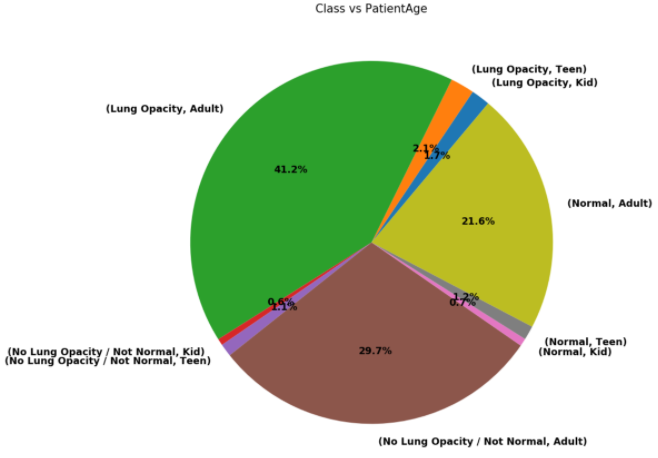 Class vs PatientAge
(Lung Opacity, Teen)
(Lung Opacity, Kid)
(Lung Opacity, Adult)
2.1%
1.7%
41.2%
(Normal, Adult)
21.6%
1.2%
0.7%
0.6%
1.1%
(Normal, Teen)
(Normal, Kid)
(No Lung Opacity / Not Normal, Kid)
(No Lung Opacity / Not Normal, Teen)
29.7%
(No Lung Opacity / Not Normal, Adult)